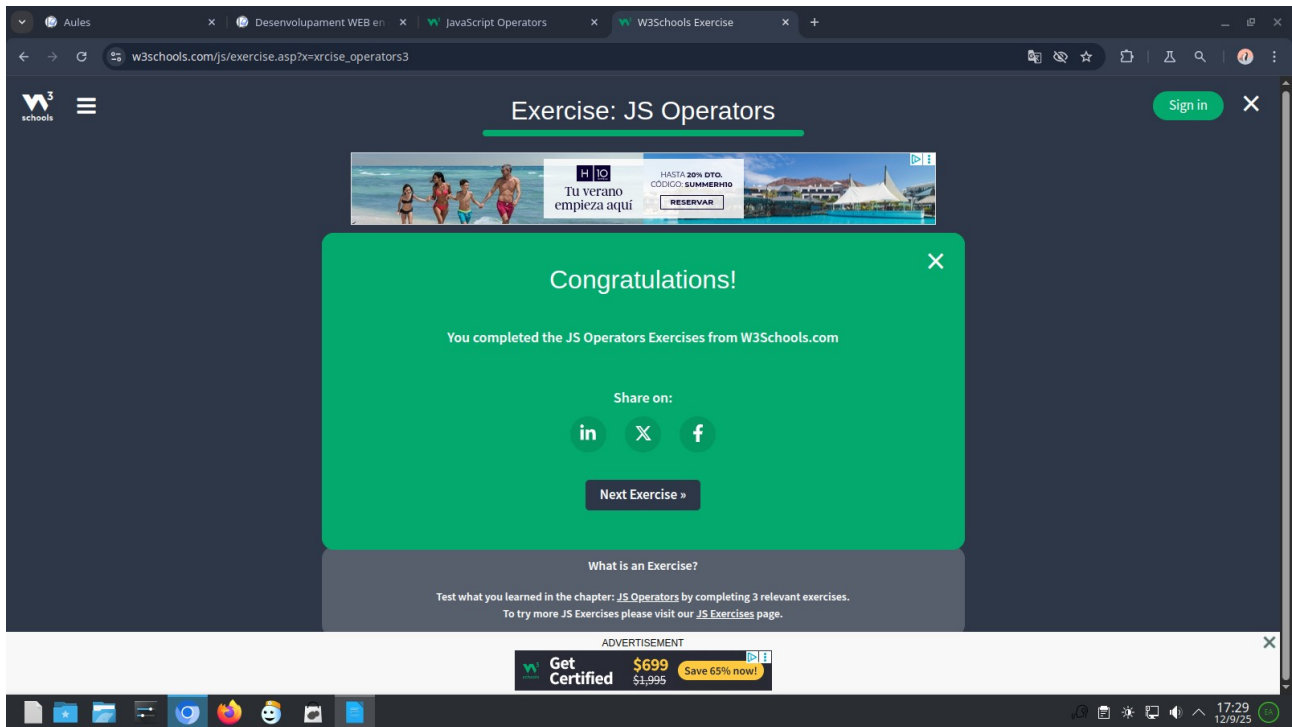 Aules
Desenvolupament WEB en
JavaScript Operators
W3Schools Exercise
w3schools.com/js/exercise.asp?x=xrcise_operators3
W3
schools
Exercise: JS Operators
Sign in
H10
Tu verano
empieza aquí
HASTA 20% DTO.
CÓDIGO: SUMMERH10
RESERVAR
Congratulations!
You completed the JS Operators Exercises from W3Schools.com
Share on:
in X f
Next Exercise »
What is an Exercise?
Test what you learned in the chapter: JS Operators by completing 3 relevant exercises.
To try more JS Exercises please visit our JS Exercises page.
ADVERTISEMENT
Get
Certified
$699
$1,995
Save 65% now!
17:29
12/9/25
EA